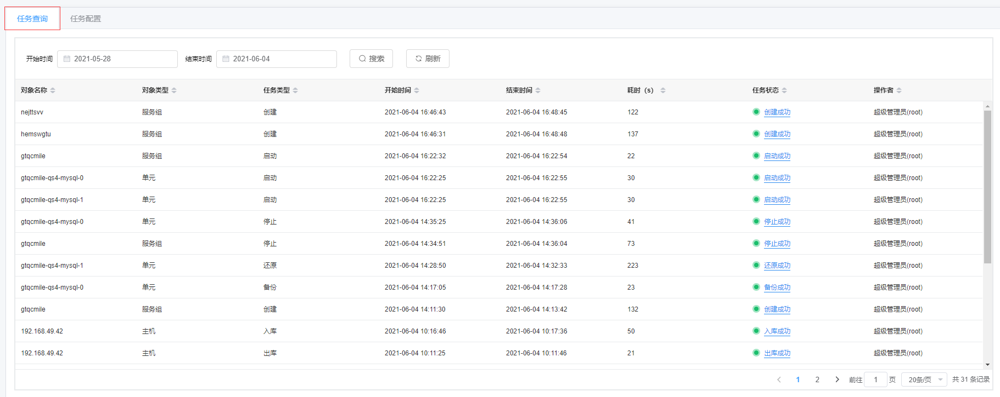 任务查询 任务配置
开始时间 2021-05-28 结束时间 2021-06-04 搜索 刷新
对象名称 对象类型 任务类型 开始时间 结束时间 耗时（s） 任务状态 操作者
nejttsvv 服务组 创建 2021-06-04 16:46:43 2021-06-04 16:48:45 122 创建成功 超级管理员(root)
hemswgtu 服务组 创建 2021-06-04 16:46:31 2021-06-04 16:48:48 137 创建成功 超级管理员(root)
gtqcmile 服务组 启动 2021-06-04 16:22:32 2021-06-04 16:22:54 22 启动成功 超级管理员(root)
gtqcmile-qs4-mysql-0 单元 启动 2021-06-04 16:22:25 2021-06-04 16:22:55 30 启动成功 超级管理员(root)
gtqcmile-qs4-mysql-1 单元 启动 2021-06-04 16:22:25 2021-06-04 16:22:55 30 启动成功 超级管理员(root)
gtqcmile-qs4-mysql-0 单元 停止 2021-06-04 14:35:25 2021-06-04 14:36:06 41 停止成功 超级管理员(root)
gtqcmile 服务组 停止 2021-06-04 14:34:51 2021-06-04 14:36:04 73 停止成功 超级管理员(root)
gtqcmile-qs4-mysql-1 单元 还原 2021-06-04 14:28:50 2021-06-04 14:32:33 223 还原成功 超级管理员(root)
gtqcmile-qs4-mysql-0 单元 备份 2021-06-04 14:17:05 2021-06-04 14:17:28 23 备份成功 超级管理员(root)
gtqcmile 服务组 创建 2021-06-04 14:11:30 2021-06-04 14:13:42 132 创建成功 超级管理员(root)
192.168.49.42 主机 入库 2021-06-04 10:16:46 2021-06-04 10:17:36 50 入库成功 超级管理员(root)
192.168.49.42 主机 出库 2021-06-04 10:11:25 2021-06-04 10:11:46 21 出库成功 超级管理员(root)
1 2 前往 1 页 20条/页 共 31 条记录